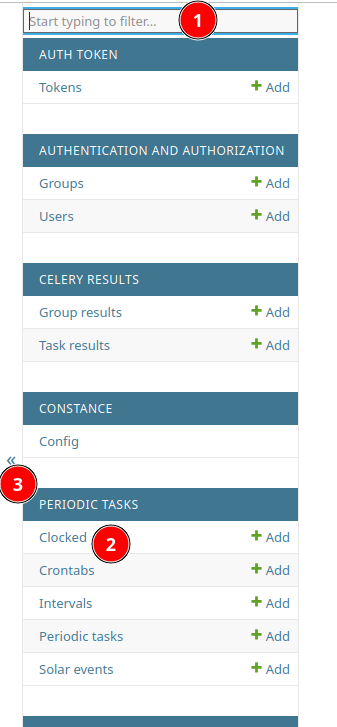 Start typing to filter...
1
AUTH TOKEN
Tokens + Add
AUTHENTICATION AND AUTHORIZATION
Groups + Add
Users + Add
CELERY RESULTS
Group results + Add
Task results + Add
CONSTANCE
Config
«
3
PERIODIC TASKS
Clocked 2 + Add
Crontabs + Add
Intervals + Add
Periodic tasks + Add
Solar events + Add